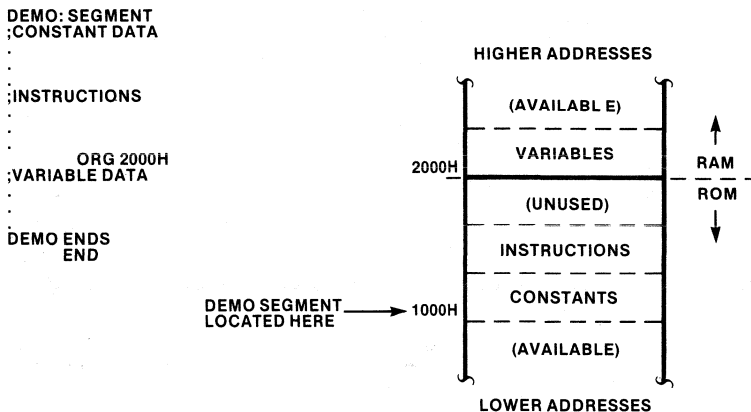 DEMO: SEGMENT
;CONSTANT DATA
.
.
.
;INSTRUCTIONS
.
.
.
ORG 2000H
;VARIABLE DATA
.
.
.
DEMO ENDS
END
HIGHER ADDRESSES
(AVAILABLE)
VARIABLES
2000H
RAM
ROM
(UNUSED)
INSTRUCTIONS
CONSTANTS
DEMO SEGMENT
LOCATED HERE
1000H
(AVAILABLE)
LOWER ADDRESSES